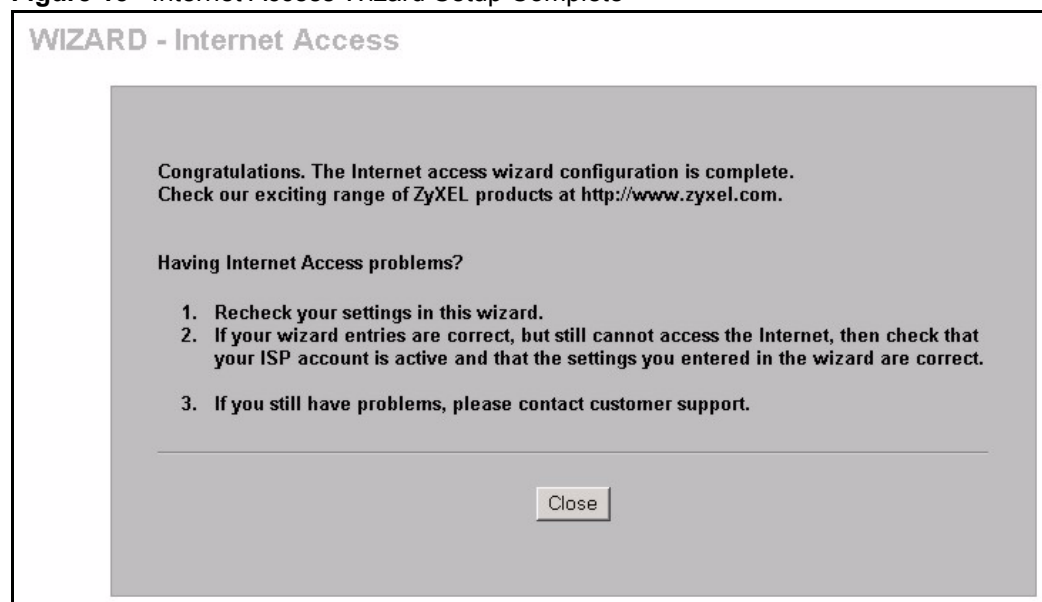 Internet Access Wizard Setup Complete
WIZARD - Internet Access
Congratulations. The Internet access wizard configuration is complete.
Check our exciting range of ZyXEL products at http://www.zyxel.com.
Having Internet Access problems?
1. Recheck your settings in this wizard.
2. If your wizard entries are correct, but still cannot access the Internet, then check that
your ISP account is active and that the settings you entered in the wizard are correct.
3. If you still have problems, please contact customer support.
Close